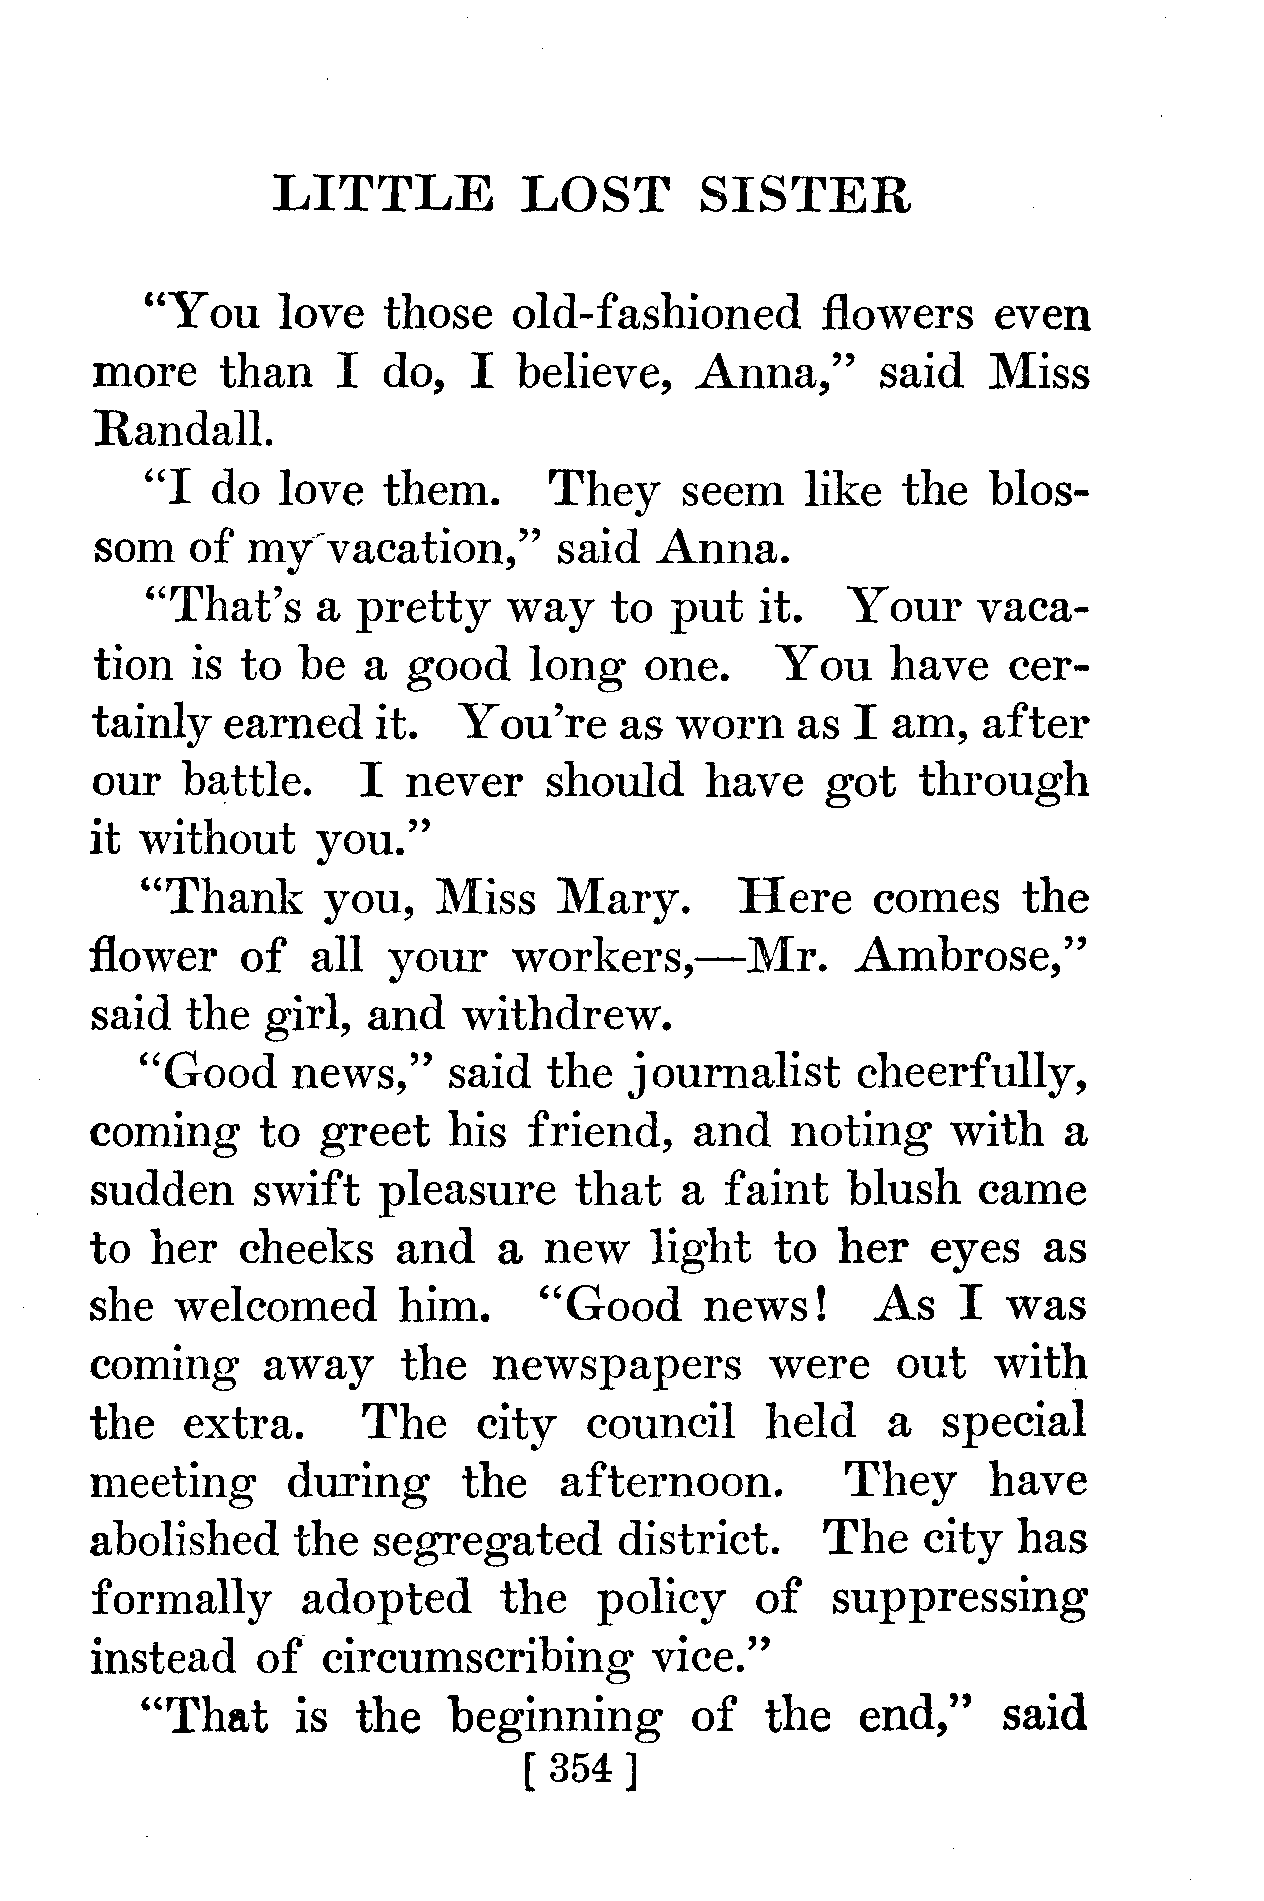 LITTLE LOST SISTER
"You love those old-fashioned flowers even
more than I do, I believe, Anna," said Miss
Randall.
"I do love them. They seem like the blos-
som of my vacation," said Anna.
"That's a pretty way to put it. Your vaca-
tion is to be a good long one. You have cer-
tainly earned it. You're as worn as I am, after
our battle. I never should have got through
it without you."
"Thank you, Miss Mary. Here comes the
flower of all your workers,—Mr. Ambrose,"
said the girl, and withdrew.
"Good news," said the journalist cheerfully,
coming to greet his friend, and noting with a
sudden swift pleasure that a faint blush came
to her cheeks and a new light to her eyes as
she welcomed him. "Good news! As I was
coming away the newspapers were out with
the extra. The city council held a special
meeting during the afternoon. They have
abolished the segregated district. The city has
formally adopted the policy of suppressing
instead of circumscribing vice."
"That is the beginning of the end," said
[ 354 ]